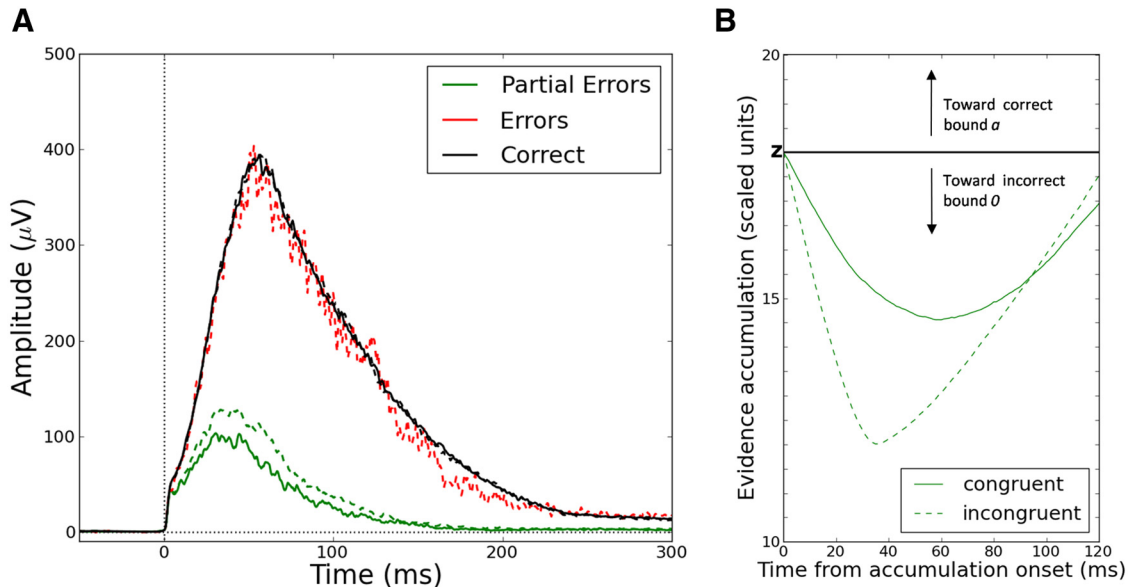 A
B
500
400
300
200
100
0
Amplitude (μV)
Partial Errors
Errors
Correct
0
100
200
300
Time (ms)
20
15
10
z
Evidence accumulation (scaled units)
Toward correct
bound a
Toward incorrect
bound 0
congruent
incongruent
0
20
40
60
80
100
120
Time from accumulation onset (ms)